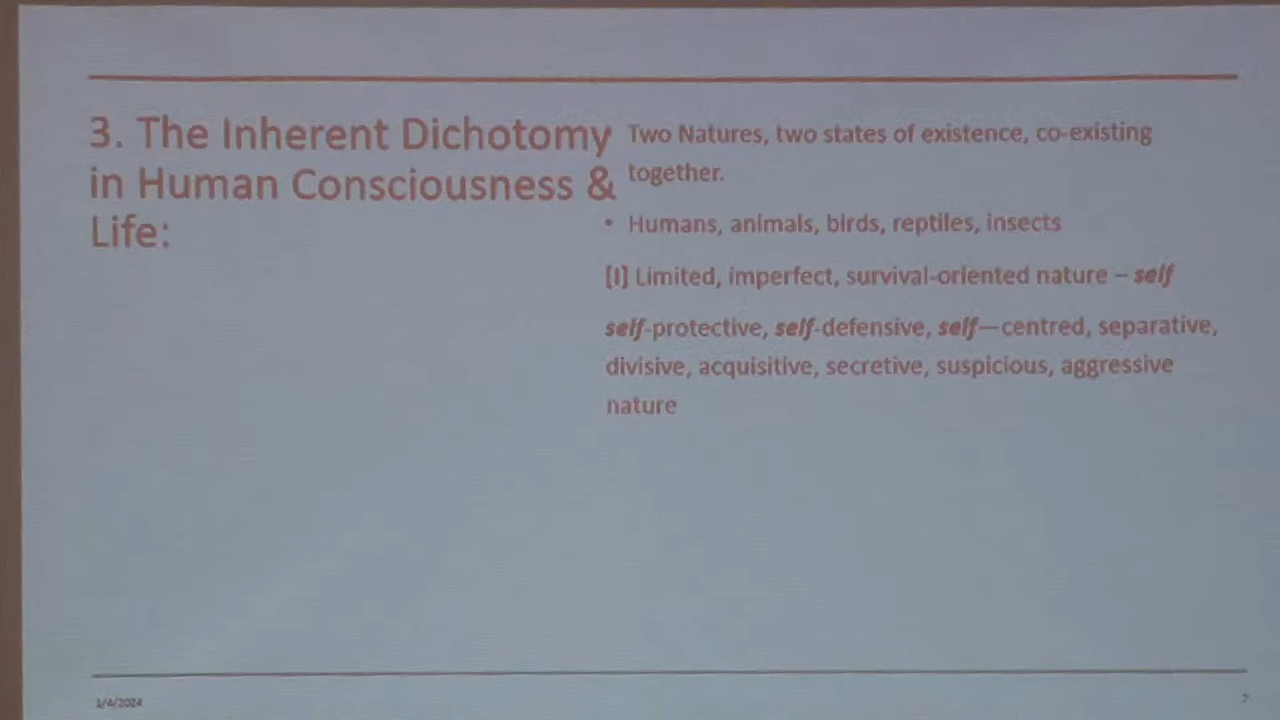 3. The Inherent Dichotomy
in Human Consciousness &
Life:
Two Natures, two states of existence, co-existing
together.
• Humans, animals, birds, reptiles, insects
[I] Limited, imperfect, survival-oriented nature – self
self-protective, self-defensive, self—centred, separative,
divisive, acquisitive, secretive, suspicious, aggressive
nature
1/4/2024
7